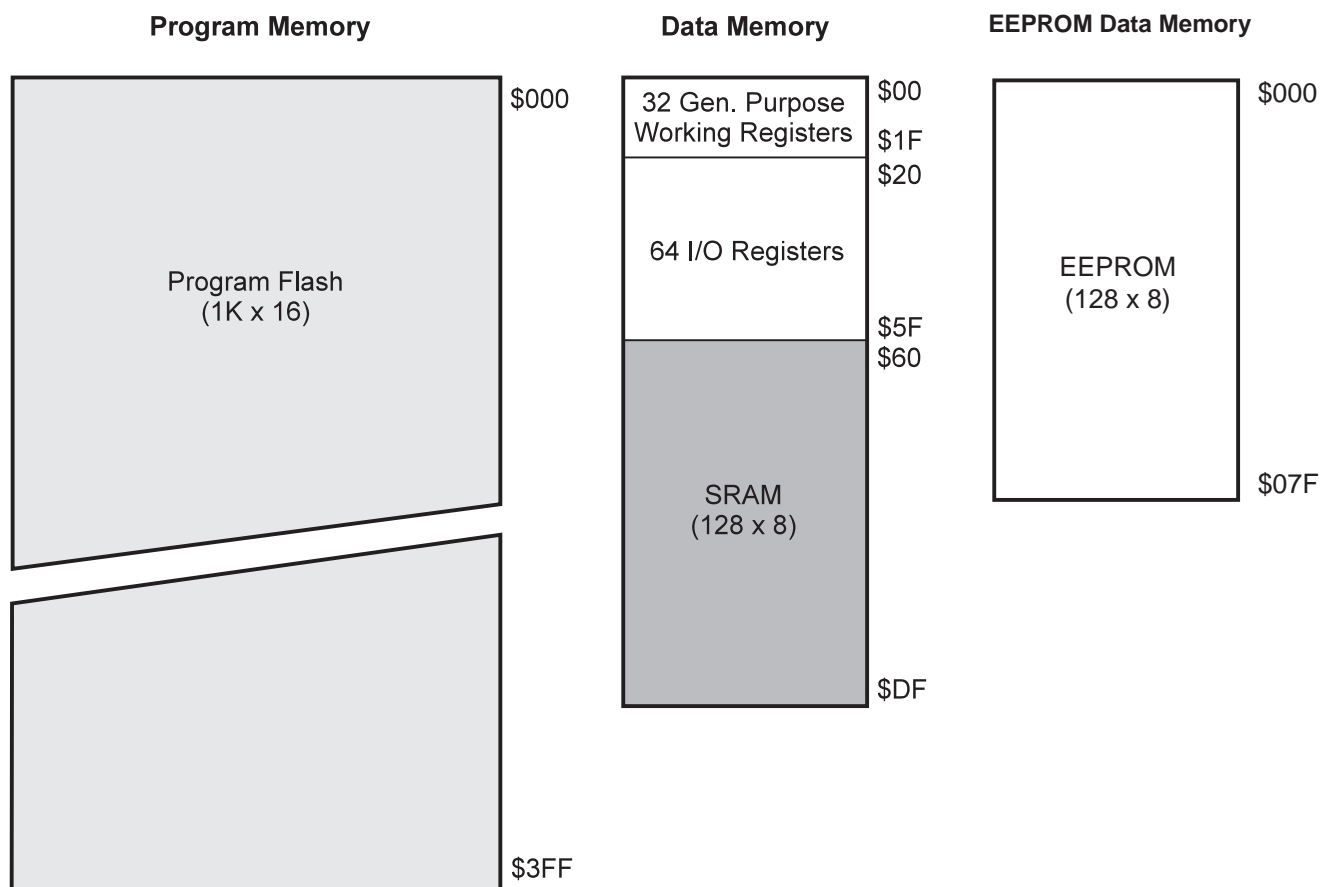 Program Memory
$000
Program Flash
(1K x 16)
$3FF
Data Memory
32 Gen. Purpose
Working Registers
$00
$1F
$20
64 I/O Registers
$5F
$60
SRAM
(128 x 8)
$DF
EEPROM Data Memory
$000
EEPROM
(128 x 8)
$07F